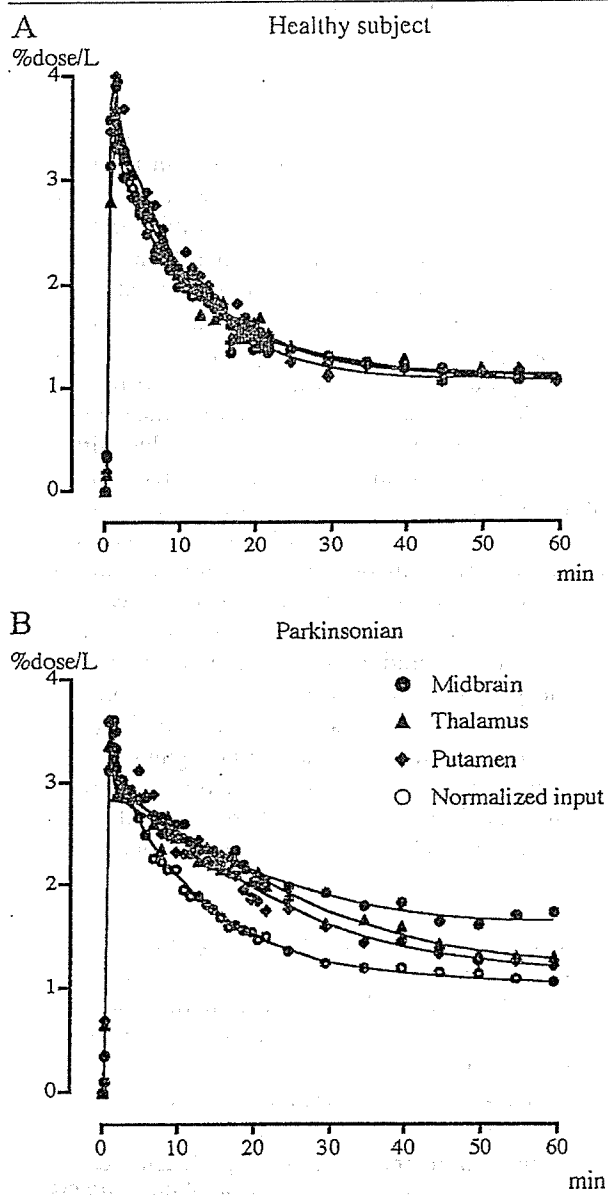 A
Healthy subject
%dose/L
4
3
2
1
0
0 10 20 30 40 50 60
min
B
Parkinsonian
%dose/L
4
3
2
1
0
Midbrain
Thalamus
Putamen
Normalized input
0 10 20 30 40 50 60
min